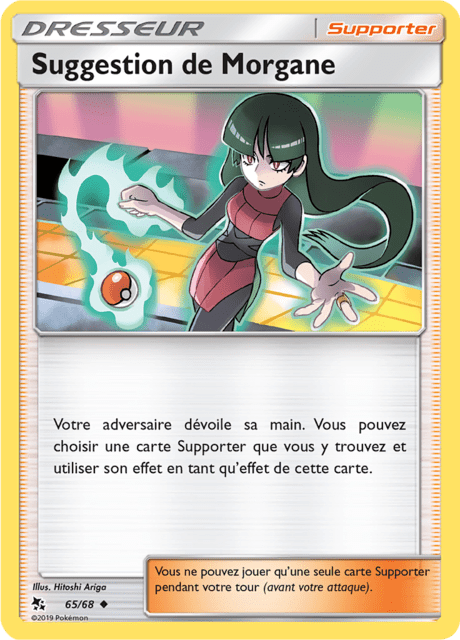 DRESSEUR Supporter
Suggestion de Morgane
Votre adversaire dévoile sa main. Vous pouvez
choisir une carte Supporter que vous y trouvez et
utiliser son effet en tant qu'effet de cette carte.
Vous ne pouvez jouer qu'une seule carte Supporter
pendant votre tour (avant votre attaque).
Illus. Hitoshi Ariga
65/68
©2019 Pokémon